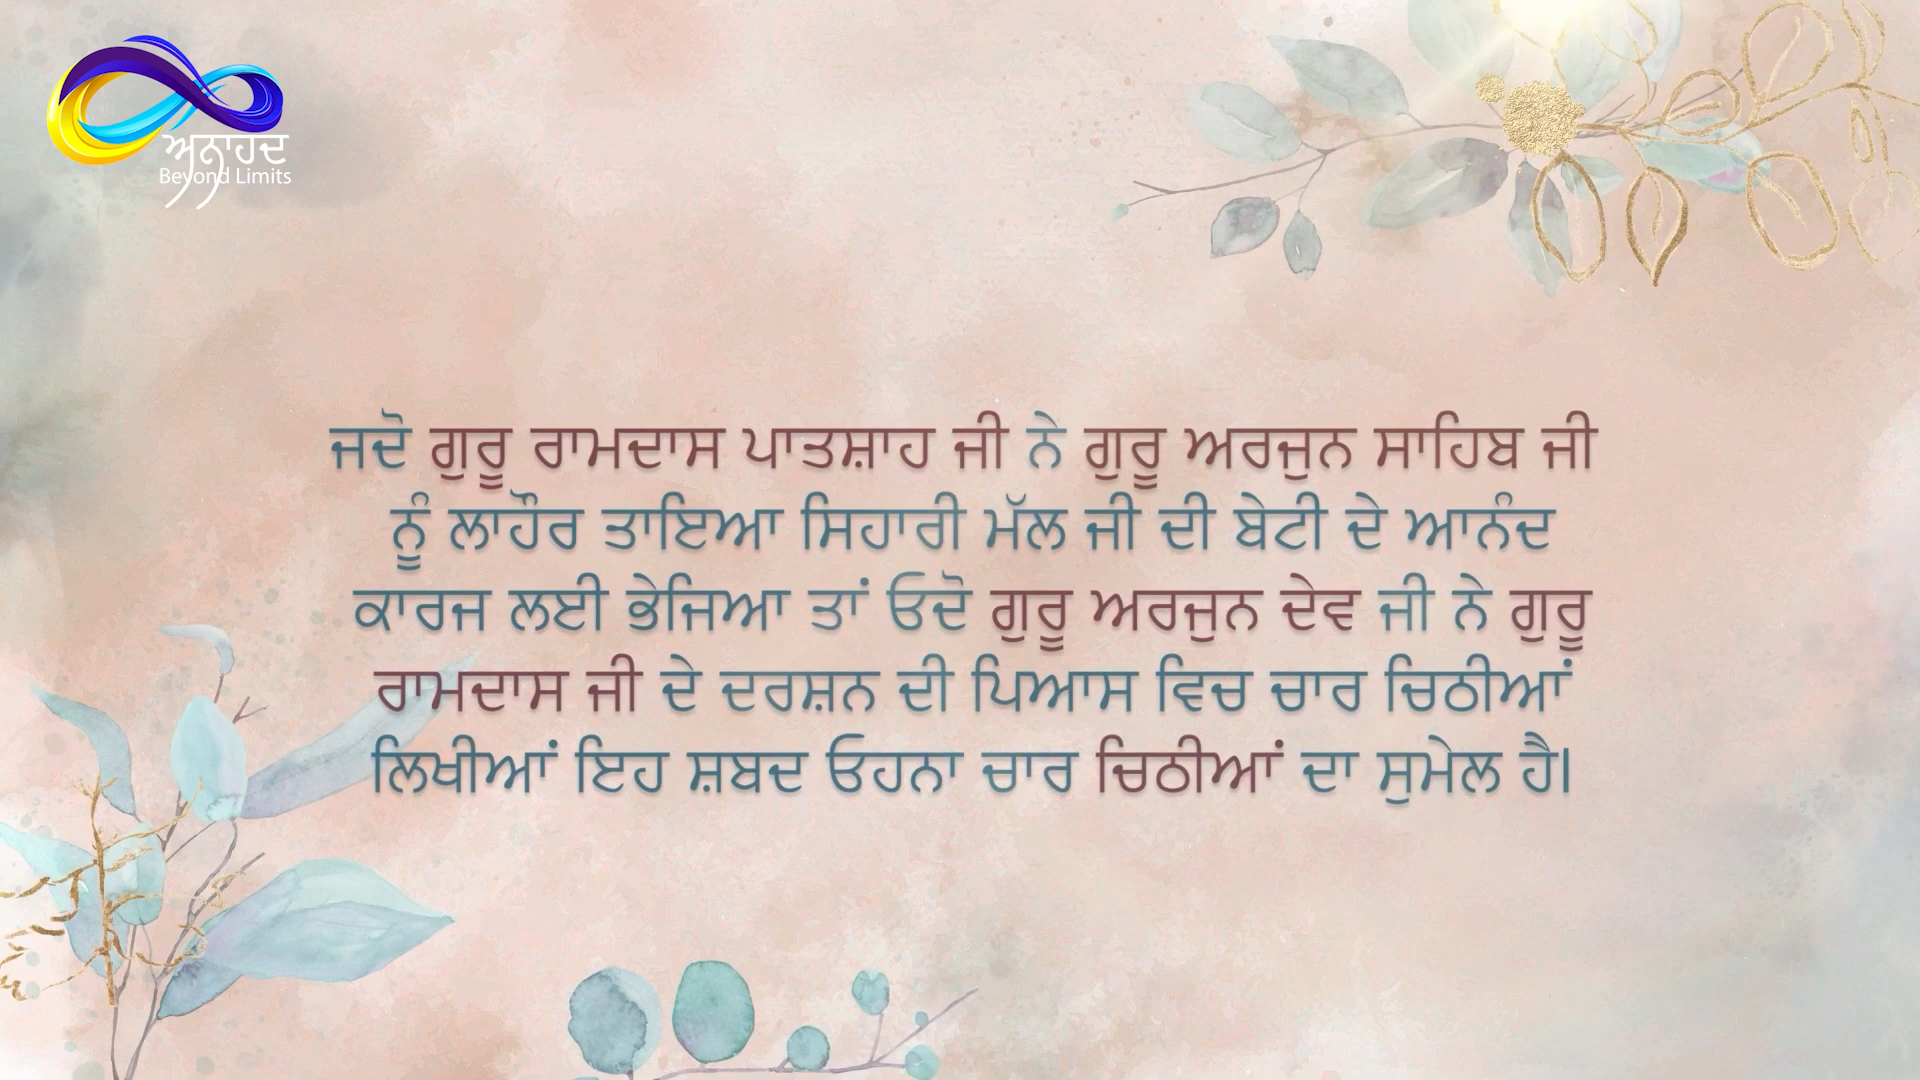 ਅਨਾਹਦ
Beyond Limits
ਜਦੋ ਗੁਰੂ ਰਾਮਦਾਸ ਪਾਤਸ਼ਾਹ ਜੀ ਨੇ ਗੁਰੂ ਅਰਜੁਨ ਸਾਹਿਬ ਜੀ
ਨੂੰ ਲਾਹੌਰ ਤਾਇਆ ਸਿਹਾਰੀ ਮੱਲ ਜੀ ਦੀ ਬੇਟੀ ਦੇ ਆਨੰਦ
ਕਾਰਜ ਲਈ ਭੇਜਿਆ ਤਾਂ ਓਦੋ ਗੁਰੂ ਅਰਜੁਨ ਦੇਵ ਜੀ ਨੇ ਗੁਰੂ
ਰਾਮਦਾਸ ਜੀ ਦੇ ਦਰਸ਼ਨ ਦੀ ਪਿਆਸ ਵਿਚ ਚਾਰ ਚਿਠੀਆਂ
ਲਿਖੀਆਂ ਇਹ ਸ਼ਬਦ ਓਹਨਾ ਚਾਰ ਚਿਠੀਆਂ ਦਾ ਸੁਮੇਲ ਹੈ।